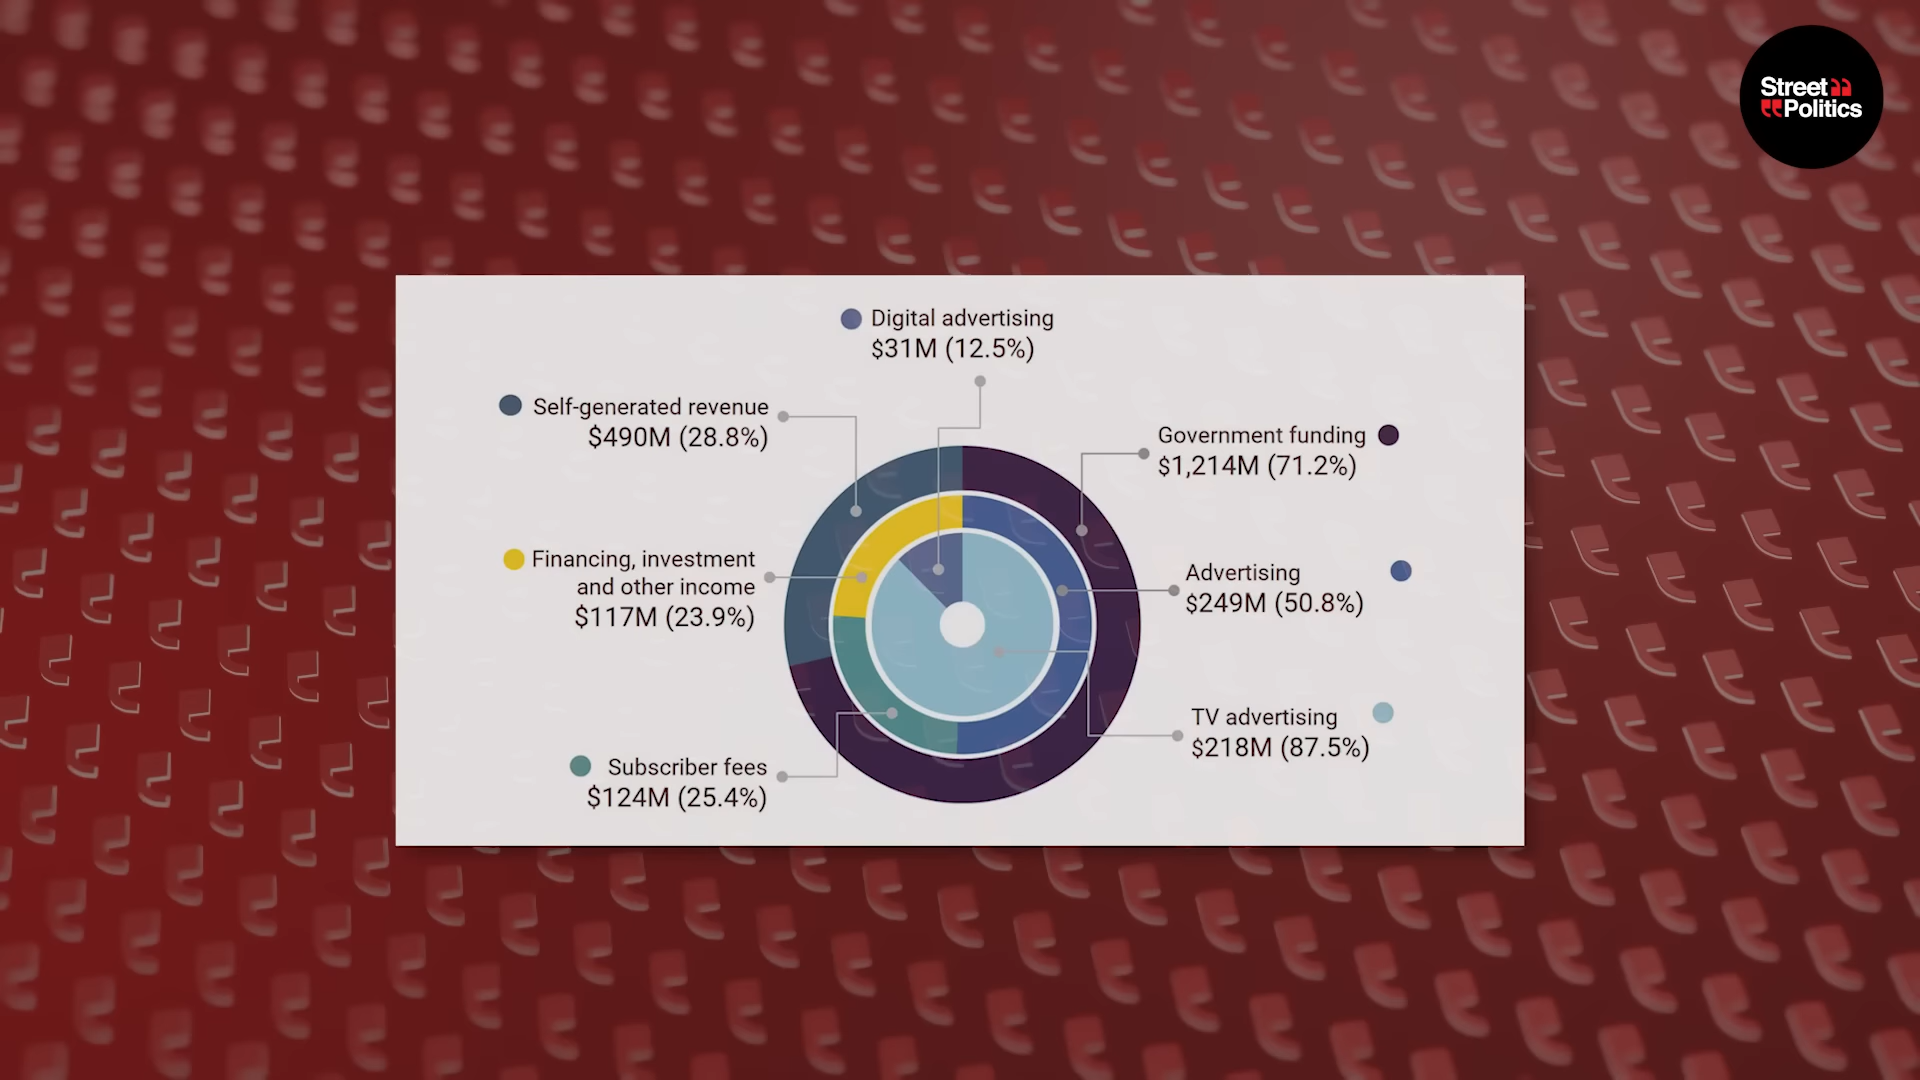 Street
Politics
Digital advertising
$31M (12.5%)
Self-generated revenue
$490M (28.8%)
Government funding
$1,214M (71.2%)
Financing, investment
and other income
$117M (23.9%)
Advertising
$249M (50.8%)
TV advertising
$218M (87.5%)
Subscriber fees
$124M (25.4%)